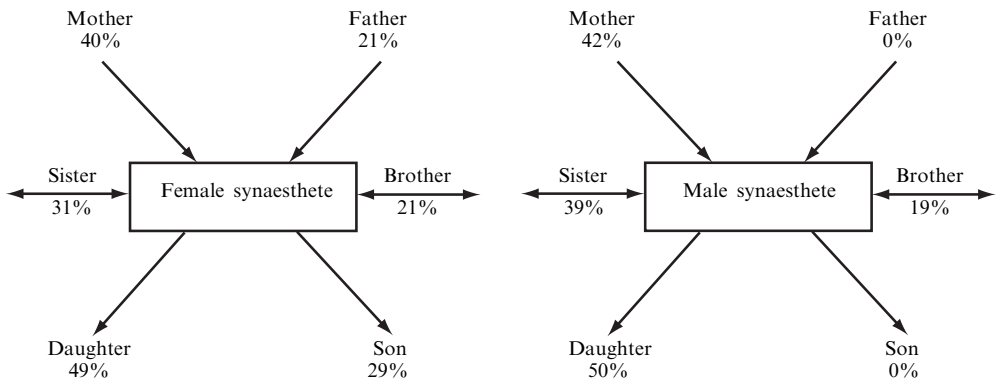 Mother
40%
Father
21%
Sister
31%
Female synaesthete
Brother
21%
Daughter
49%
Son
29%
Mother
42%
Father
0%
Sister
39%
Male synaesthete
Brother
19%
Daughter
50%
Son
0%